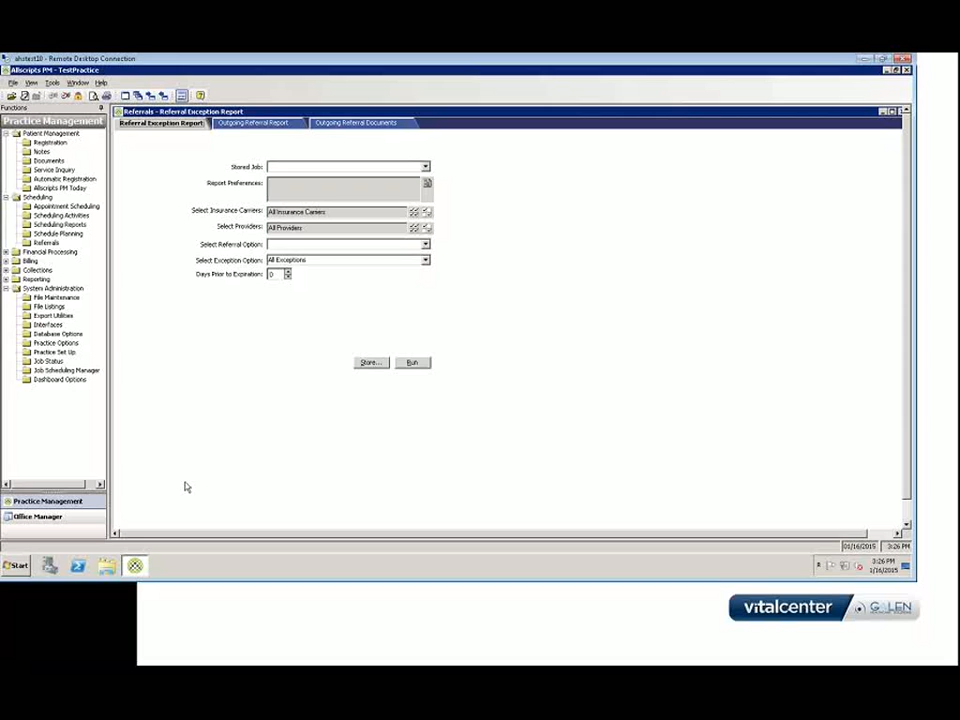 ahstest10 - Remote Desktop Connection
Allscripts PM - TestPractice
File View Tools Window Help
Functions
Practice Management
Patient Management
Registration
Notes
Documents
Service Inquiry
Automatic Registration
Allscripts PM Today
Scheduling
Appointment Scheduling
Scheduling Activities
Scheduling Reports
Schedule Planning
Referrals
Financial Processing
Billing
Collections
Reporting
System Administration
File Maintenance
File Listings
Export Utilities
Interfaces
Database Options
Practice Options
Practice Set Up
Job Status
Job Scheduling Manager
Dashboard Options
Practice Management
Office Manager
Referrals - Referral Exception Report
Referral Exception Report Outgoing Referral Report Outgoing Referral Documents
Stored Job:
Report Preferences:
Select Insurance Carriers: All Insurance Carriers
Select Providers: All Providers
Select Referral Option:
Select Exception Option: All Exceptions
Days Prior to Expiration: 0
Store... Run
01/16/2015 3:26 PM
Start
3:26 PM
1/16/2015
vitalcenter GALEN